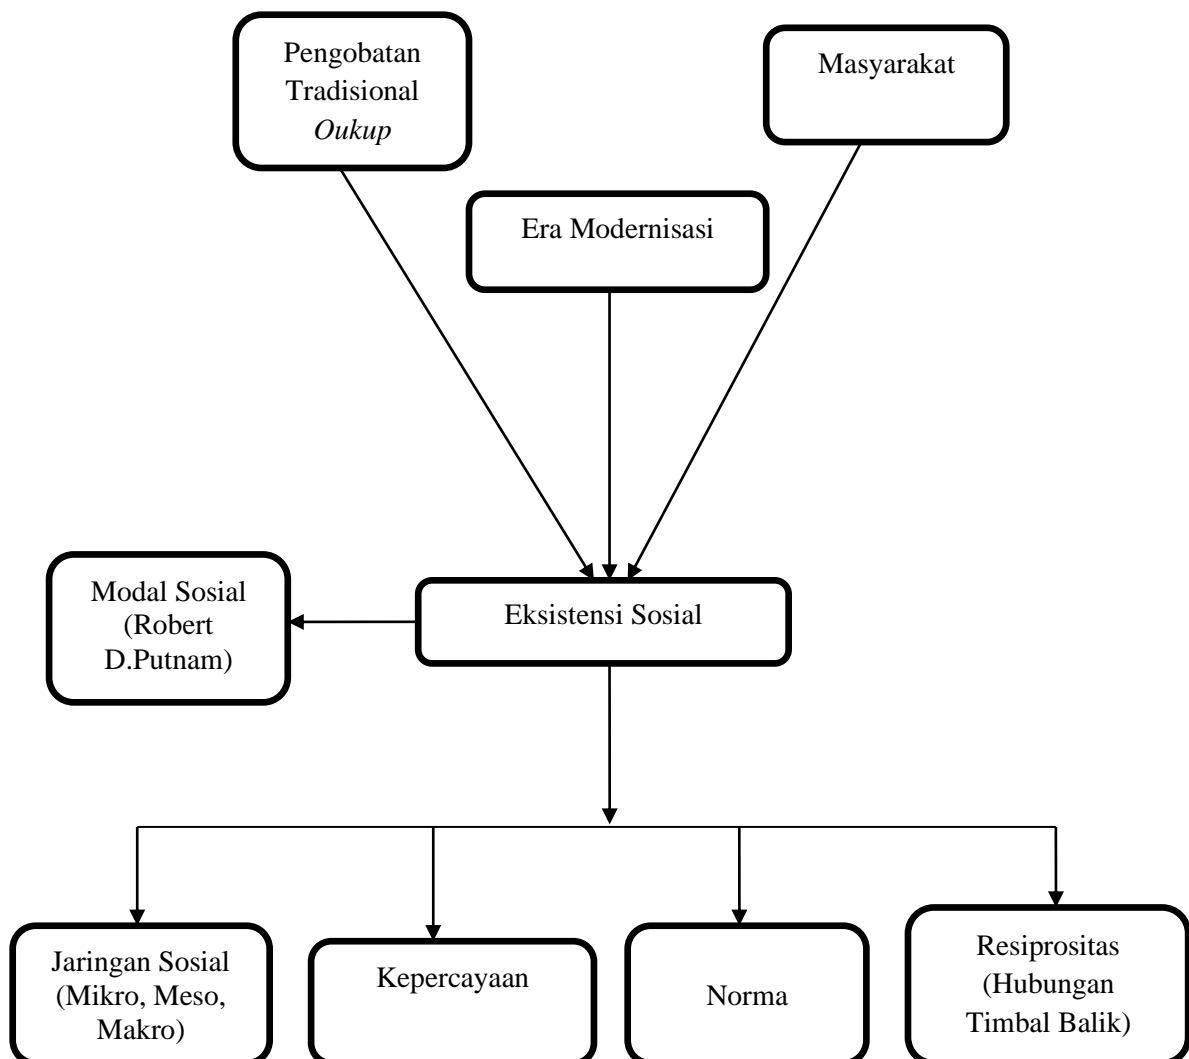 Pengobatan
Tradisional
Oukup
Masyarakat
Era Modernisasi
Modal Sosial
(Robert
D.Putnam)
Eksistensi Sosial
Jaringan Sosial
(Mikro, Meso,
Makro)
Kepercayaan
Norma
Resiprositas
(Hubungan
Timbal Balik)